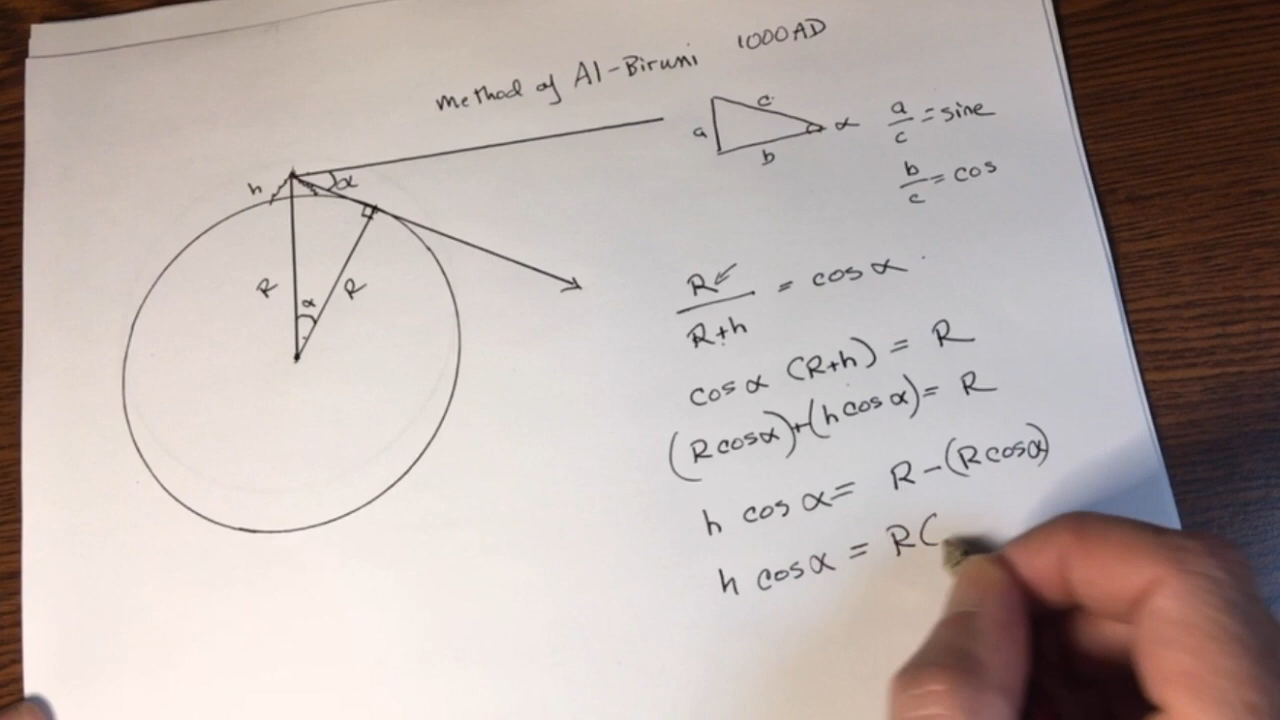 Method of Al-Biruni 1000AD
c
a
α
b
a/c = sine
b/c = cos
h
α
R
α
R
R/R+h = cos α
cos α (R+h) = R
(R cos α)+(h cos α) = R
h cos α = R-(R cos α)
h cos α = R(